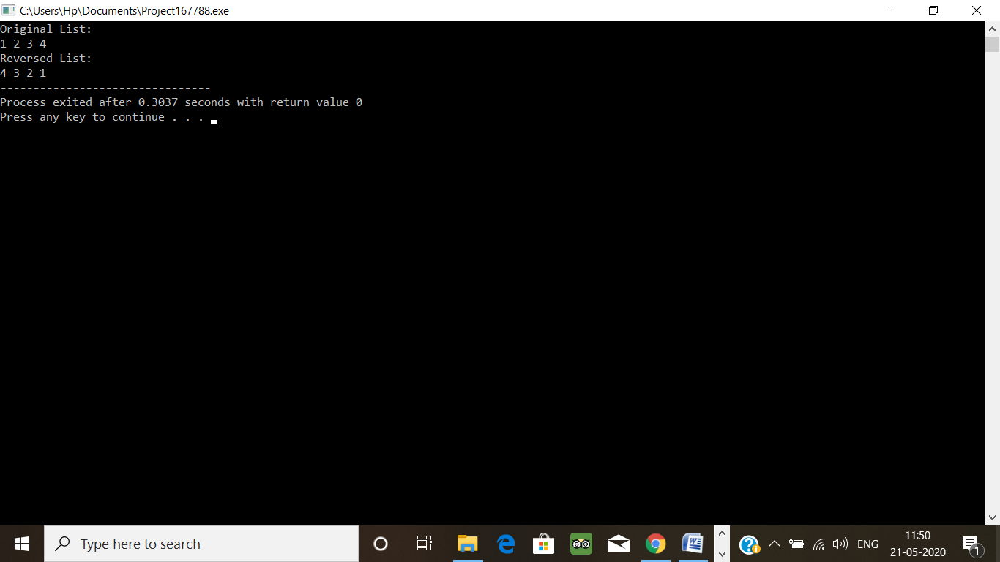 C:\Users\Hp\Documents\Project167788.exe
Original List:
1 2 3 4
Reversed List:
4 3 2 1
--------------------------------
Process exited after 0.3037 seconds with return value 0
Press any key to continue . . .
Type here to search
ENG
11:50
21-05-2020
1